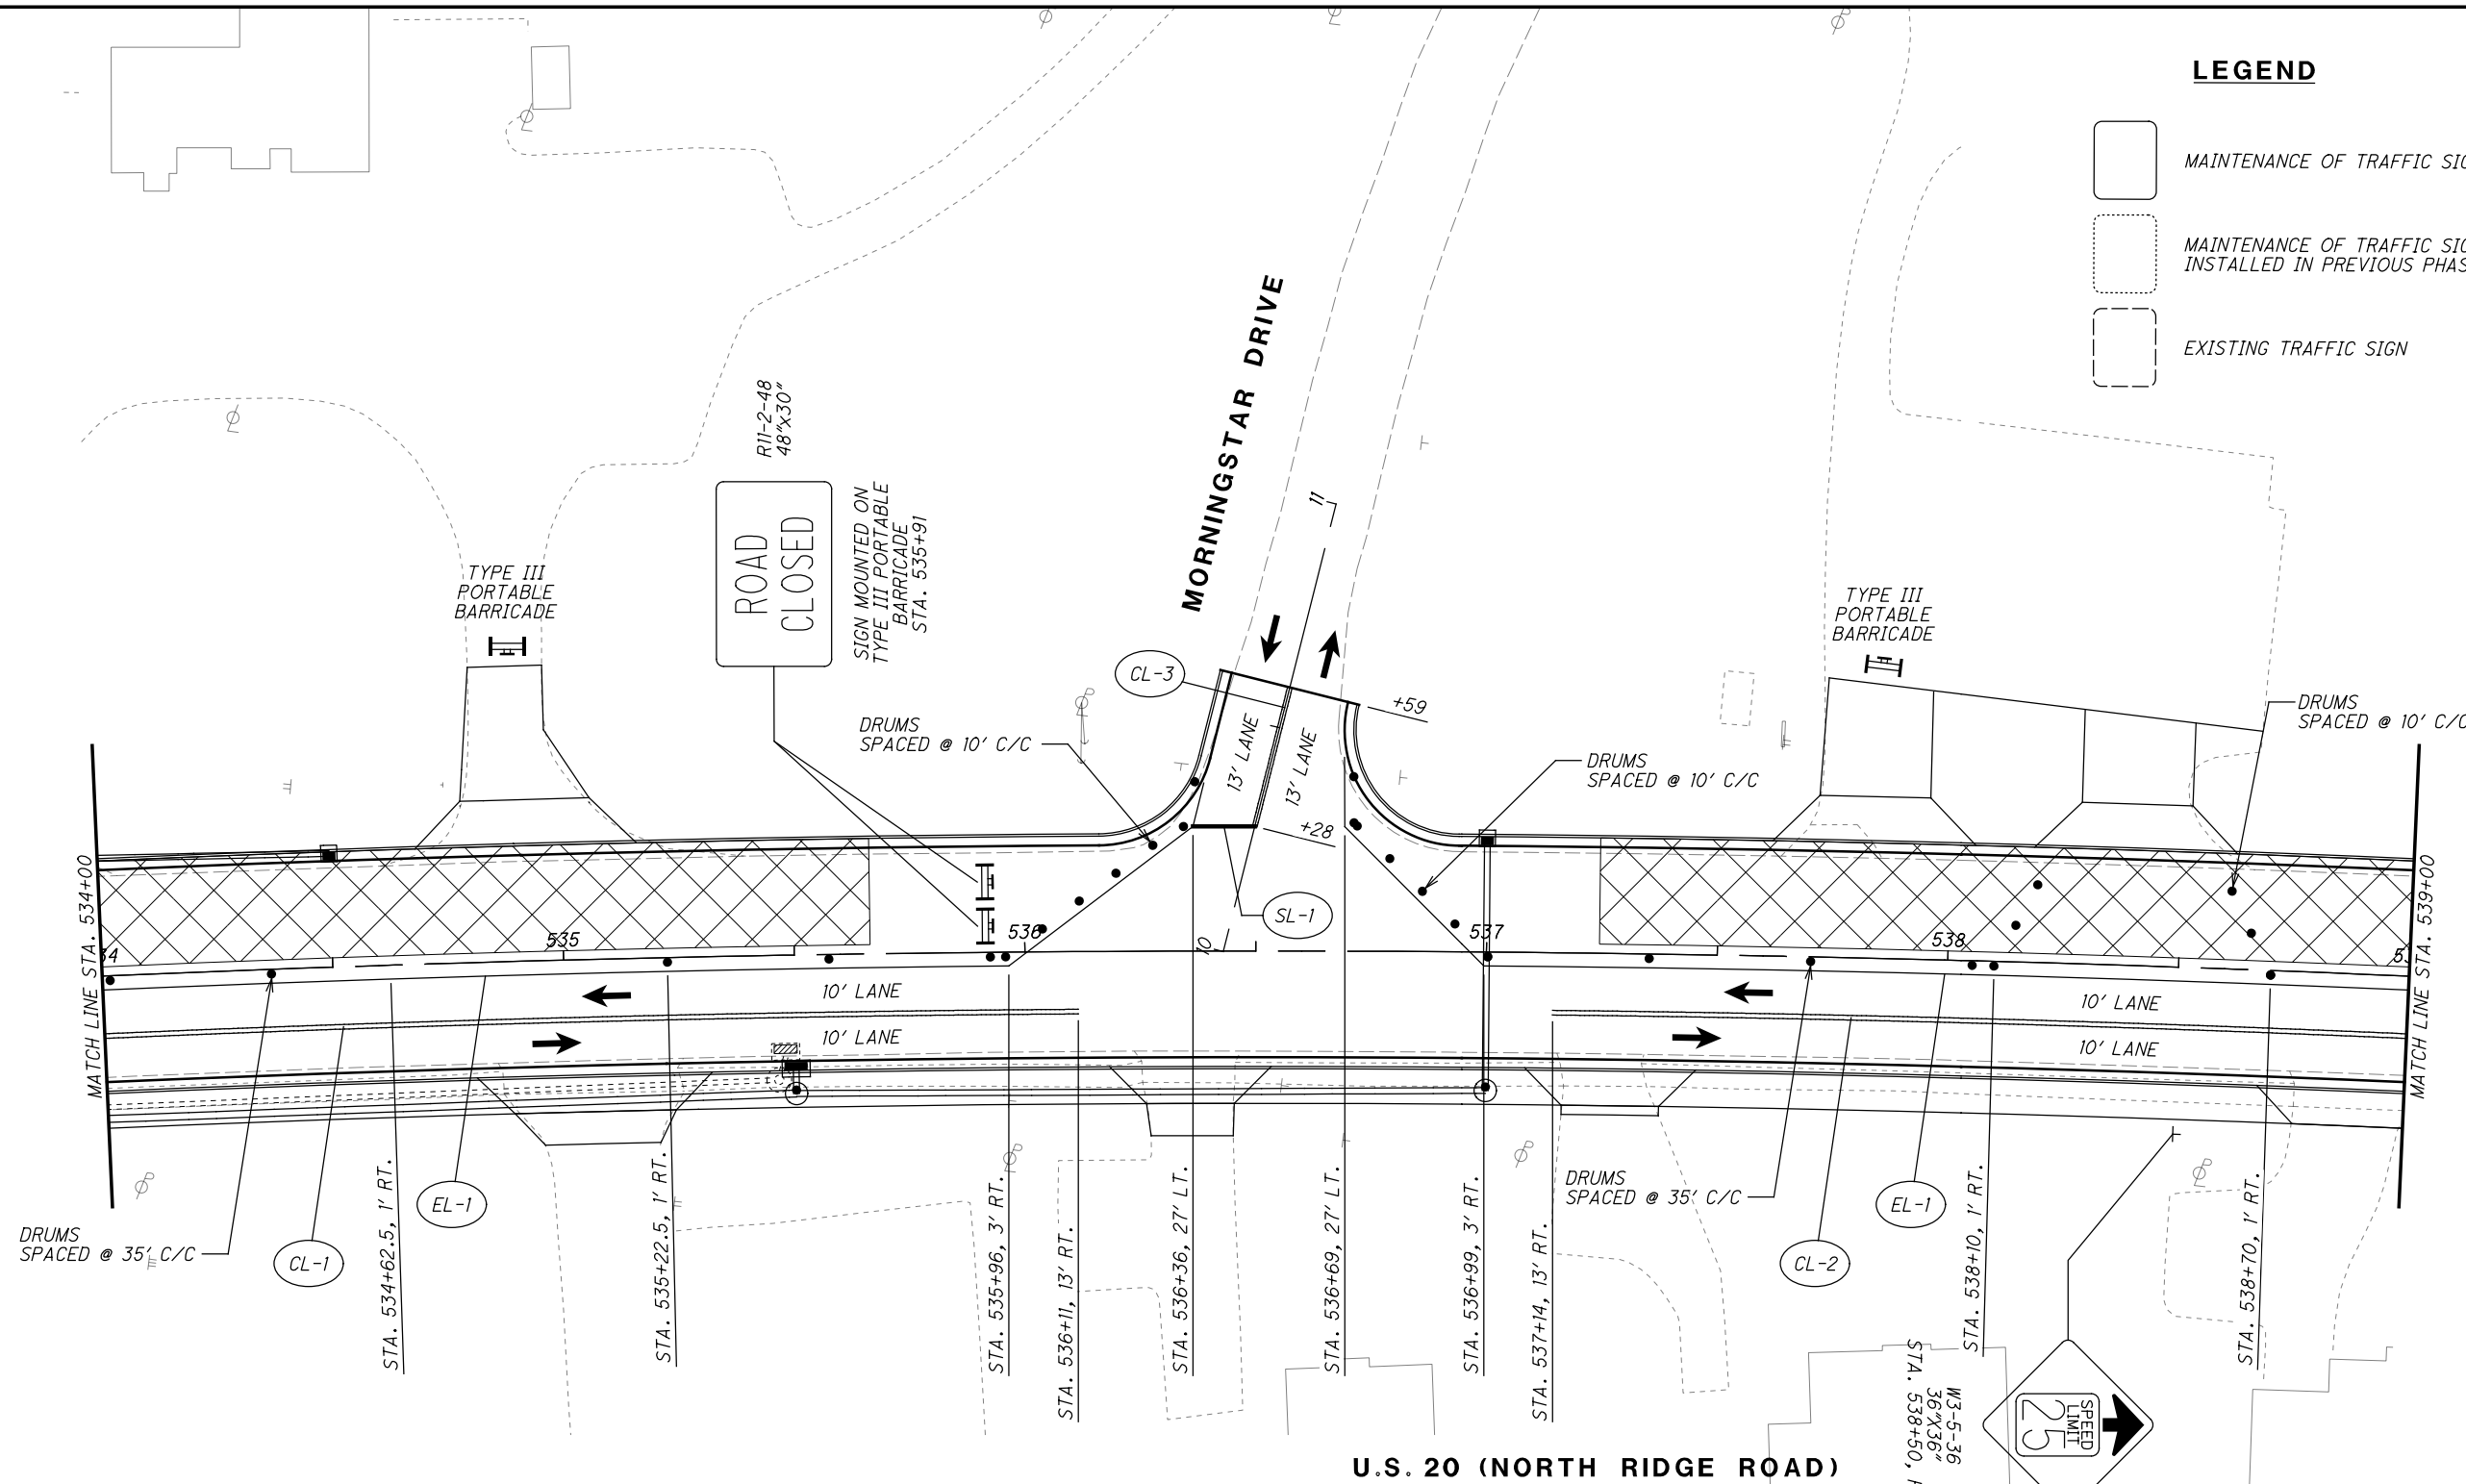 LEGEND
MAINTENANCE OF TRAFFIC SIG
MAINTENANCE OF TRAFFIC SIG
INSTALLED IN PREVIOUS PHAS
EXISTING TRAFFIC SIGN
MORNINGSTAR DRIVE
R11-2-48
48"x30"
ROAD
CLOSED
SIGN MOUNTED ON
TYPE III PORTABLE
BARRICADE
STA. 535+91
TYPE III
PORTABLE
BARRICADE
TYPE III
PORTABLE
BARRICADE
11
CL-3
+59
13' LANE
13' LANE
+28
DRUMS
SPACED @ 10' C/C
DRUMS
SPACED @ 10' C/C
DRUMS
SPACED @ 10' C/C
SL-1
10
MATCH LINE STA. 534+00
MATCH LINE STA. 539+00
34
535
536
537
538
53
10' LANE
10' LANE
10' LANE
10' LANE
DRUMS
SPACED @ 35' C/C
CL-1
EL-1
DRUMS
SPACED @ 35' C/C
CL-2
EL-1
STA. 534+62.5, 1' RT.
STA. 535+22.5, 1' RT.
STA. 535+96, 3' RT.
STA. 536+11, 13' RT.
STA. 536+36, 27' LT.
STA. 536+69, 27' LT.
STA. 536+99, 3' RT.
STA. 537+14, 13' RT.
STA. 538+10, 1' RT.
STA. 538+70, 1' RT.
W3-5-36
36"X36"
STA. 538+50,
SPEED
LIMIT
25
U.S. 20 (NORTH RIDGE ROAD)